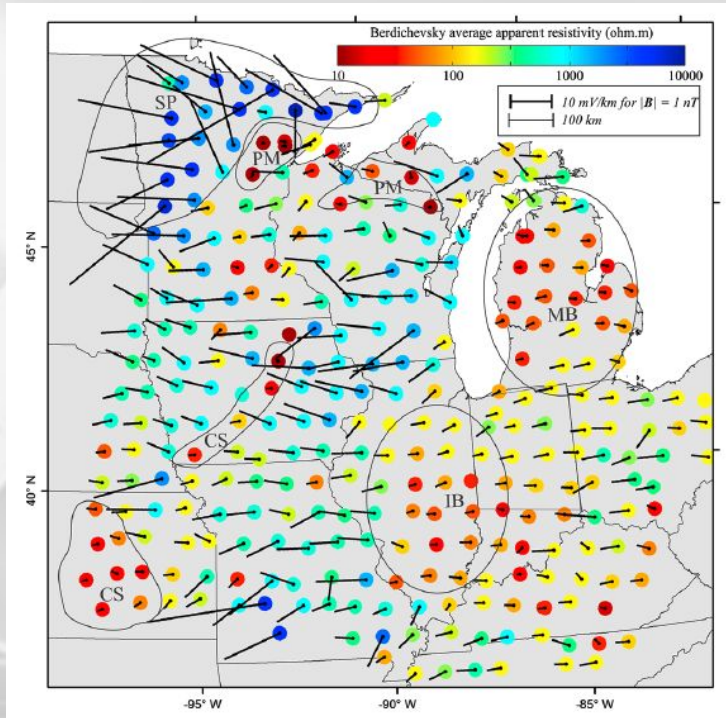 Berdichevsky average apparent resistivity (ohm.m)
10 100 1000 10000
10 mV/km for |B| = 1 nT
100 km
SP
PM
PM
MB
CS
IB
CS
45° N
40° N
-95° W -90° W -85° W